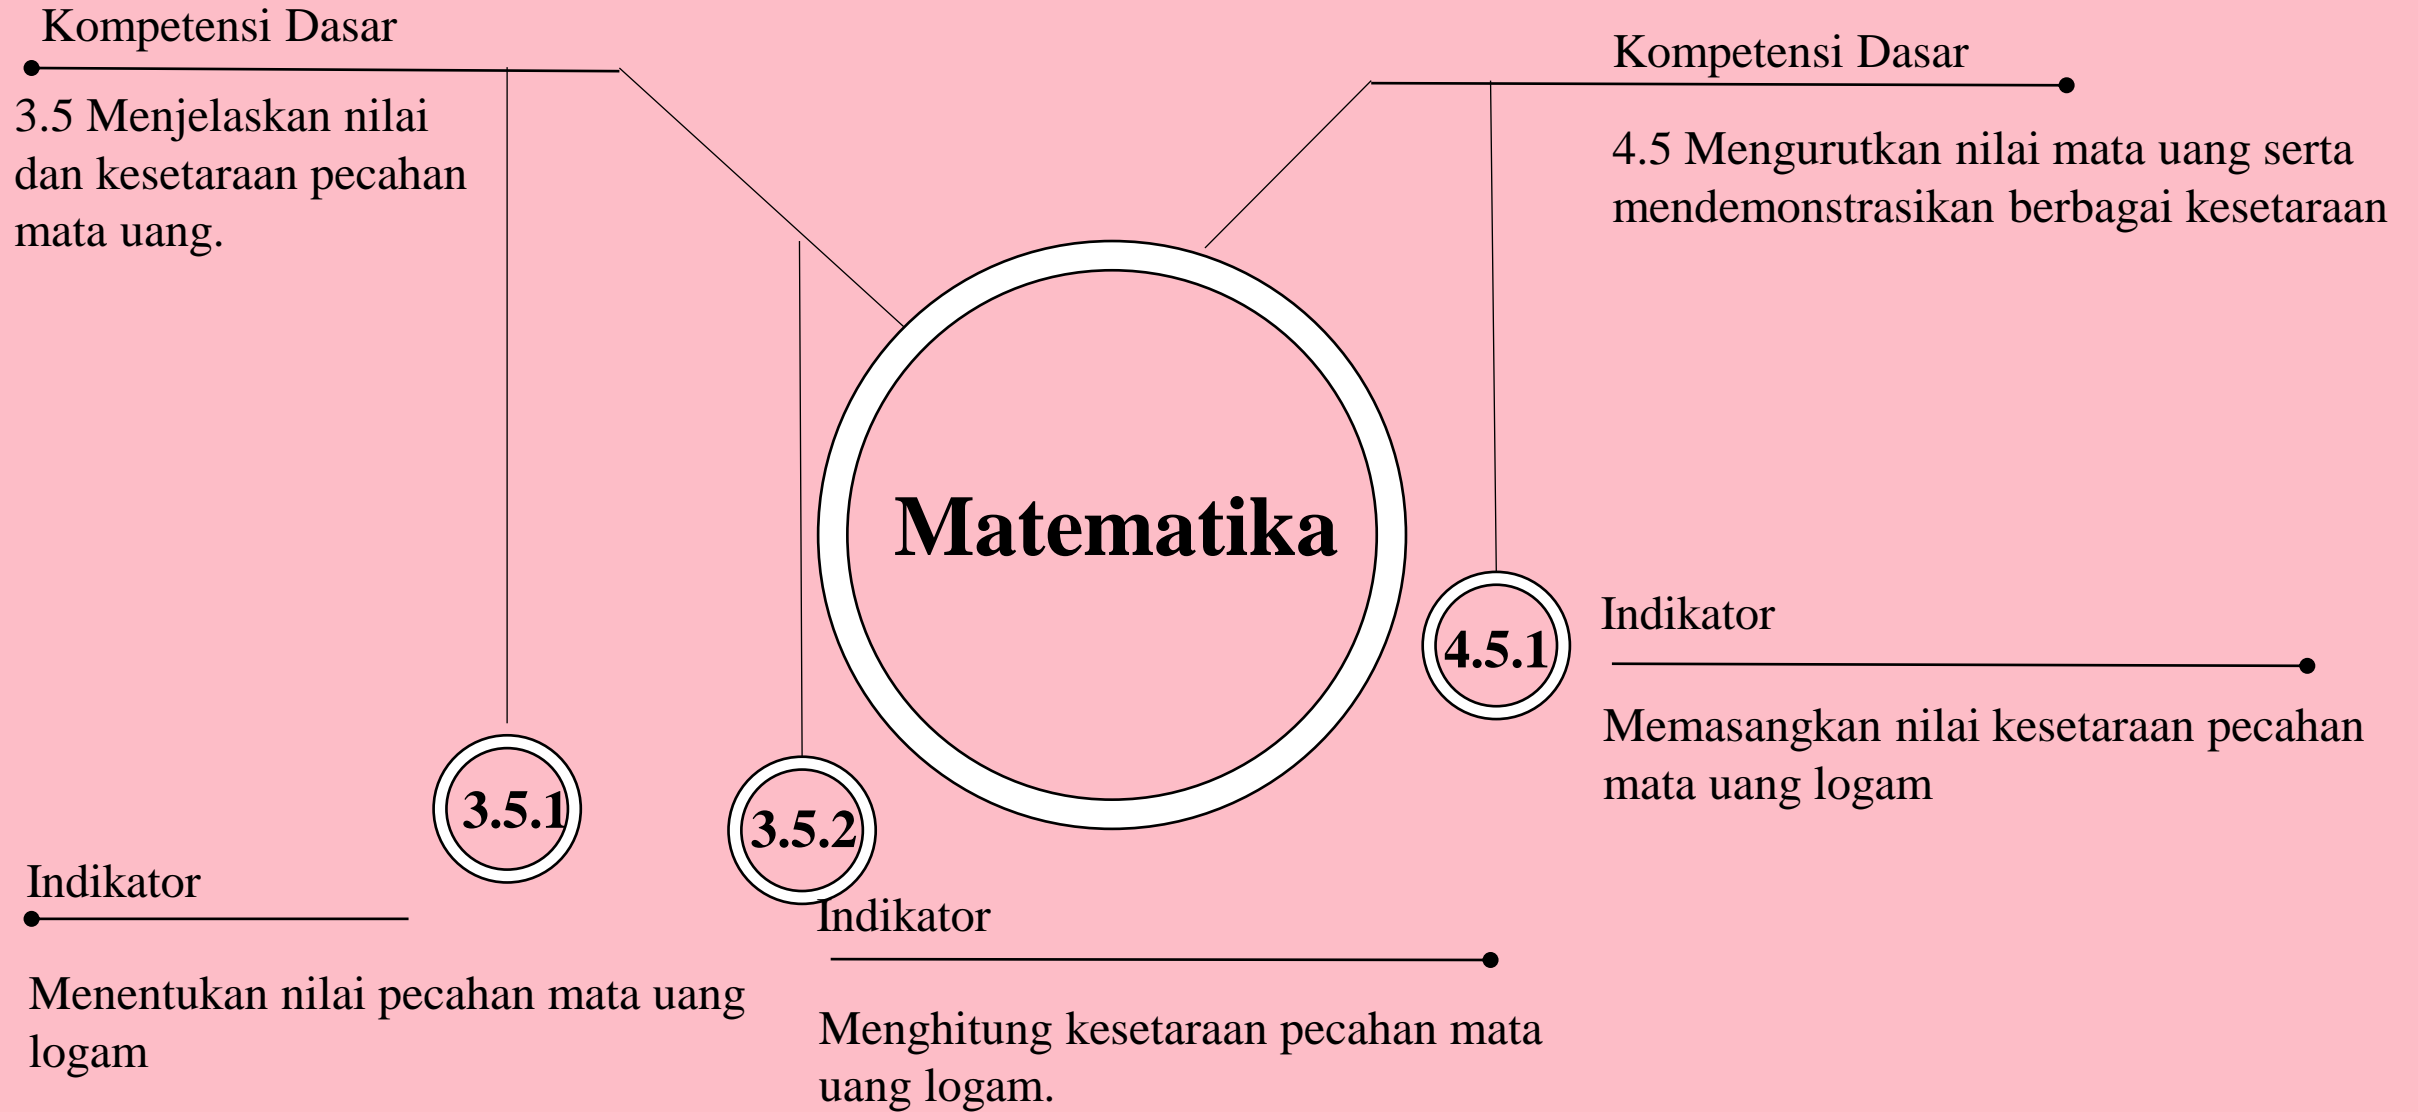 Kompetensi Dasar
3.5 Menjelaskan nilai
dan kesetaraan pecahan
mata uang.
Kompetensi Dasar
4.5 Mengurutkan nilai mata uang serta
mendemonstrasikan berbagai kesetaraan
Matematika
4.5.1
Indikator
Memasangkan nilai kesetaraan pecahan
mata uang logam
3.5.1
Indikator
Menentukan nilai pecahan mata uang
logam
3.5.2
Indikator
Menghitung kesetaraan pecahan mata
uang logam.